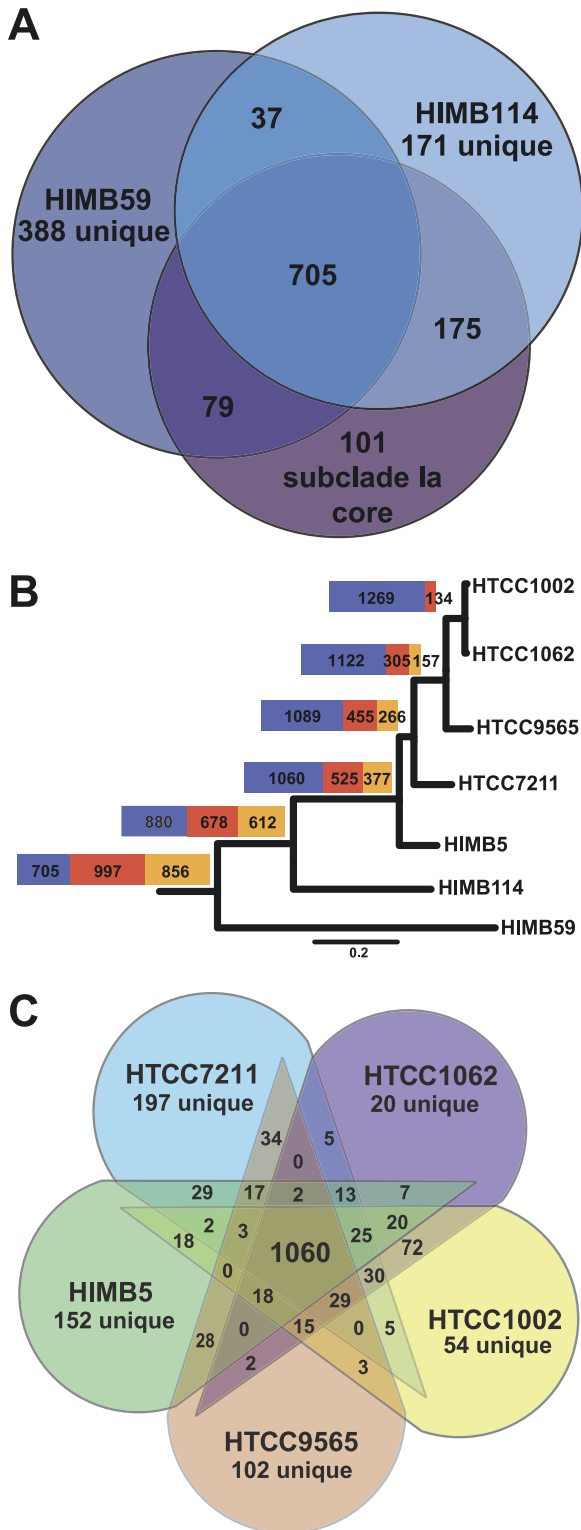 A
37
HIMB114
171 unique
HIMB59
388 unique
705
175
79
101
subclade Ia
core
B
1269 134 HTCC1002
1122 305 157 HTCC1062
1089 455 266 HTCC9565
1060 525 377 HTCC7211
880 678 612 HIMB5
705 997 856 HIMB114
HIMB59
0.2
C
HTCC7211
197 unique
HTCC1062
20 unique
34 5
0
29 17 2 13 7
18 2 3 1060 25 20 72
0 30
HIMB5
152 unique
18 29
HTCC1002
54 unique
28 0 15 0 5
2 3
HTCC9565
102 unique